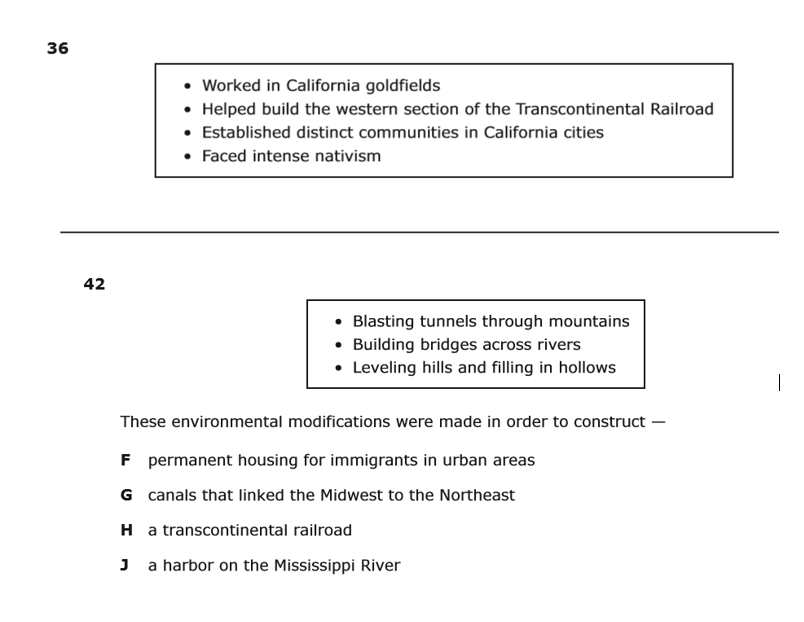 36
• Worked in California goldfields
• Helped build the western section of the Transcontinental Railroad
• Established distinct communities in California cities
• Faced intense nativism
42
• Blasting tunnels through mountains
• Building bridges across rivers
• Leveling hills and filling in hollows
These environmental modifications were made in order to construct —
F permanent housing for immigrants in urban areas
G canals that linked the Midwest to the Northeast
H a transcontinental railroad
J a harbor on the Mississippi River